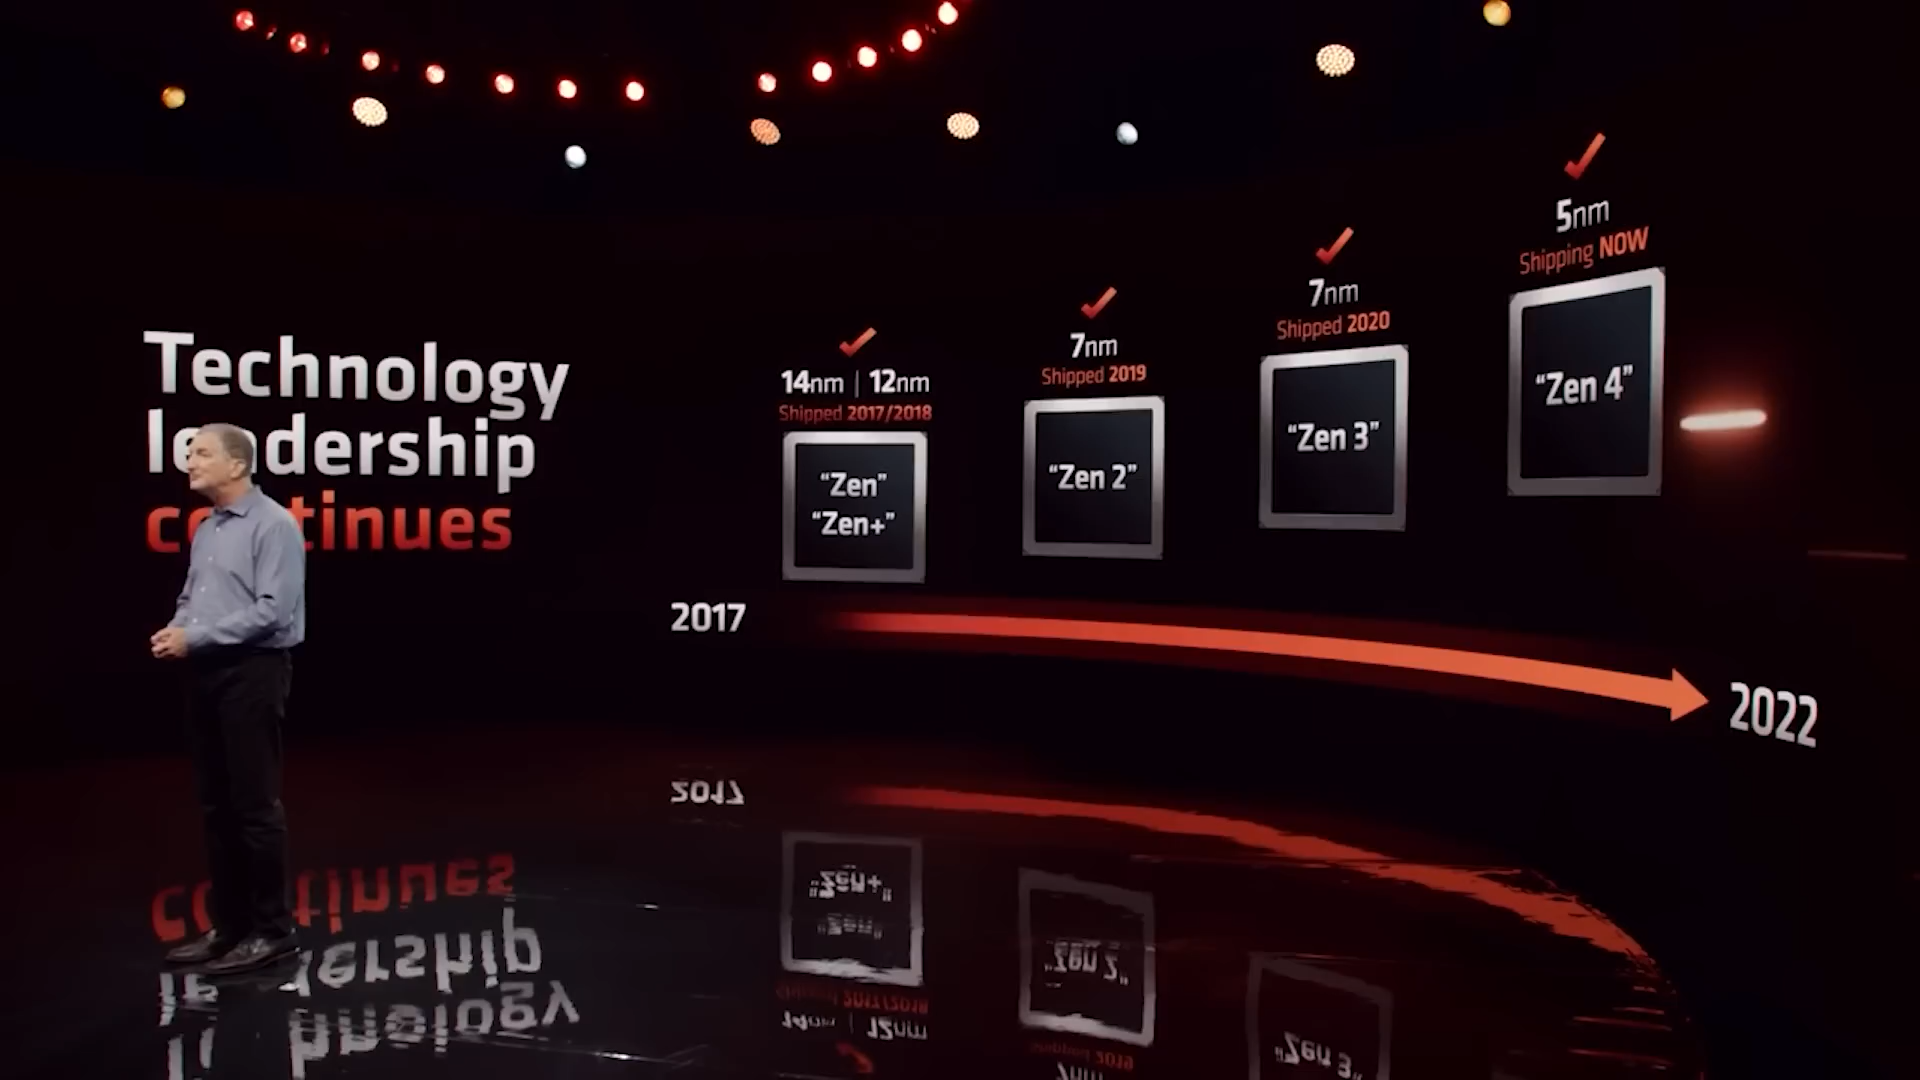 Technology
leadership
continues
14nm | 12nm
Shipped 2017/2018
"Zen"
"Zen+"
7nm
Shipped 2019
"Zen 2"
7nm
Shipped 2020
"Zen 3"
5nm
Shipping NOW
"Zen 4"
2017
2022